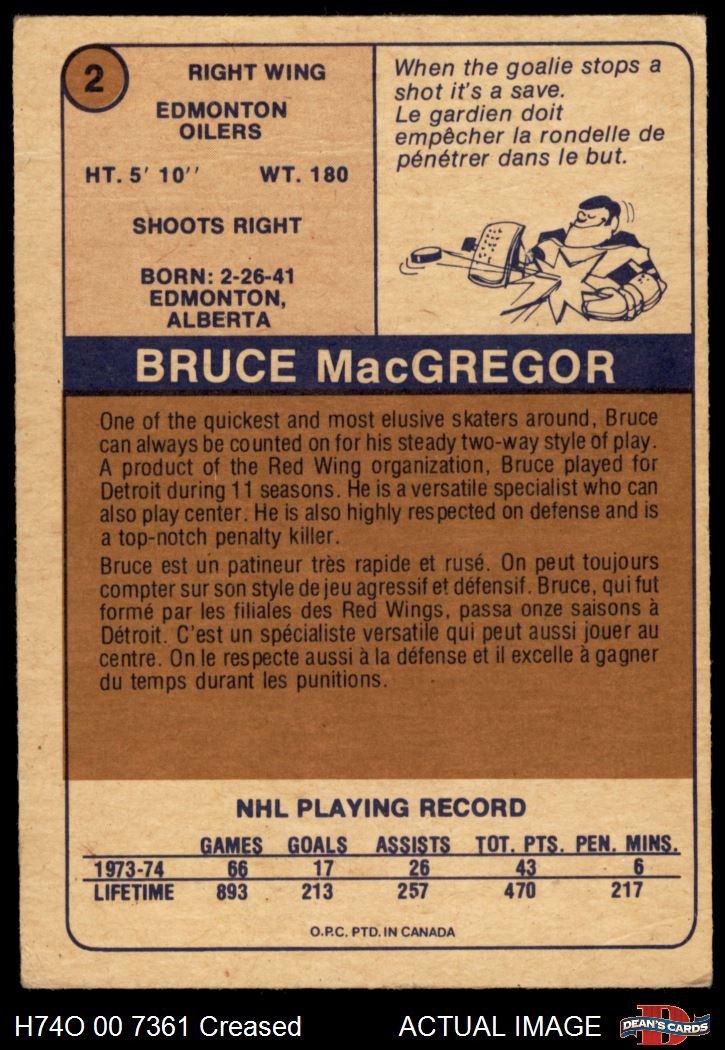 2
RIGHT WING
EDMONTON
OILERS
HT. 5' 10'' WT. 180
SHOOTS RIGHT
BORN: 2-26-41
EDMONTON,
ALBERTA
When the goalie stops a
shot it's a save.
Le gardien doit
empêcher la rondelle de
pénétrer dans le but.
BRUCE MacGREGOR
One of the quickest and most elusive skaters around, Bruce
can always be counted on for his steady two-way style of play.
A product of the Red Wing organization, Bruce played for
Detroit during 11 seasons. He is a versatile specialist who can
also play center. He is also highly respected on defense and is
a top-notch penalty killer.
Bruce est un patineur très rapide et rusé. On peut toujours
compter sur son style de jeu agressif et défensif. Bruce, qui fut
formé par les filiales des Red Wings, passa onze saisons à
Détroit. C'est un spécialiste versatile qui peut aussi jouer au
centre. On le respecte aussi à la défense et il excelle à gagner
du temps durant les punitions.
NHL PLAYING RECORD
GAMES GOALS ASSISTS TOT. PTS. PEN. MINS.
1973-74 66 17 26 43 6
LIFETIME 893 213 257 470 217
O.P.C. PTD. IN CANADA
H74O 00 7361 Creased ACTUAL IMAGE
D
DEAN'S CARDS